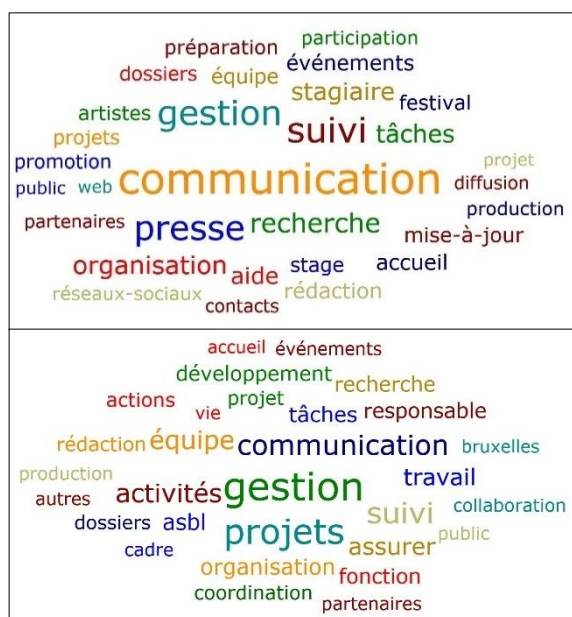 participation
préparation
événements
dossiers équipe
stagiaire
festival
artistes gestion
suivi tâches
projets
promotion communication projet
public web diffusion
production
partenaires presse recherche
mise-à-jour
organisation aide stage accueil
réseaux-sociaux rédaction
contacts
accueil événements
développement
recherche
actions projet
vie tâches responsable
rédaction équipe communication bruxelles
production gestion travail
autres activités
suivi collaboration
dossiers asbl projets public
cadre assurer
organisation fonction
coordination
partenaires